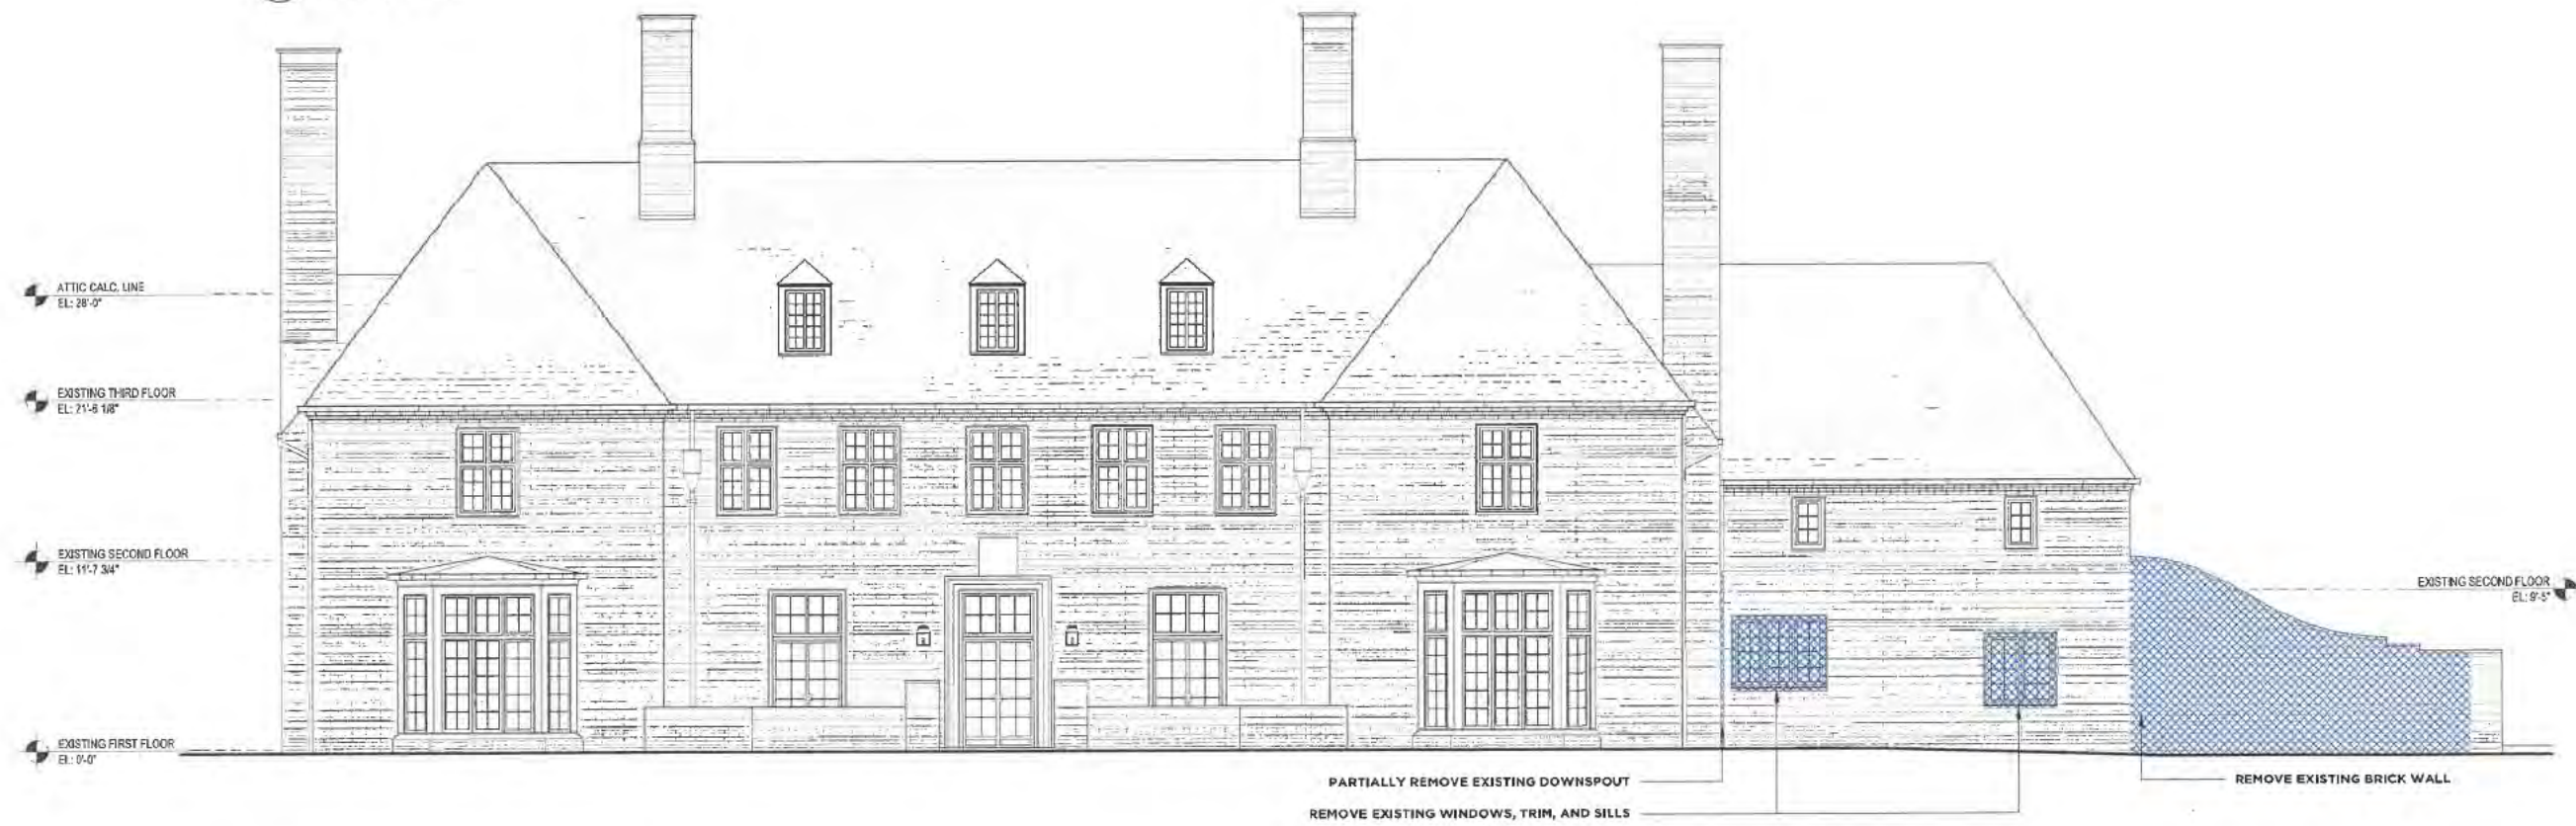 ATTIC CALC. LINE
EL: 28'-0"
EXISTING THIRD FLOOR
EL: 21'-6 1/8"
EXISTING SECOND FLOOR
EL: 11'-7 3/4"
EXISTING SECOND FLOOR
EL: 9'-5"
EXISTING FIRST FLOOR
EL: 0'-0"
PARTIALLY REMOVE EXISTING DOWNSPOUT
REMOVE EXISTING BRICK WALL
REMOVE EXISTING WINDOWS, TRIM, AND SILLS